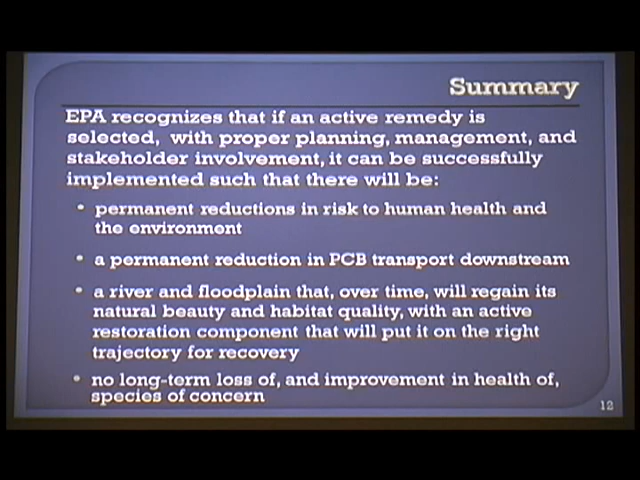 Summary
EPA recognizes that if an active remedy is
selected, with proper planning, management, and
stakeholder involvement, it can be successfully
implemented such that there will be:
• permanent reductions in risk to human health and
the environment
• a permanent reduction in PCB transport downstream
• a river and floodplain that, over time, will regain its
natural beauty and habitat quality, with an active
restoration component that will put it on the right
trajectory for recovery
• no long-term loss of, and improvement in health of,
species of concern
12